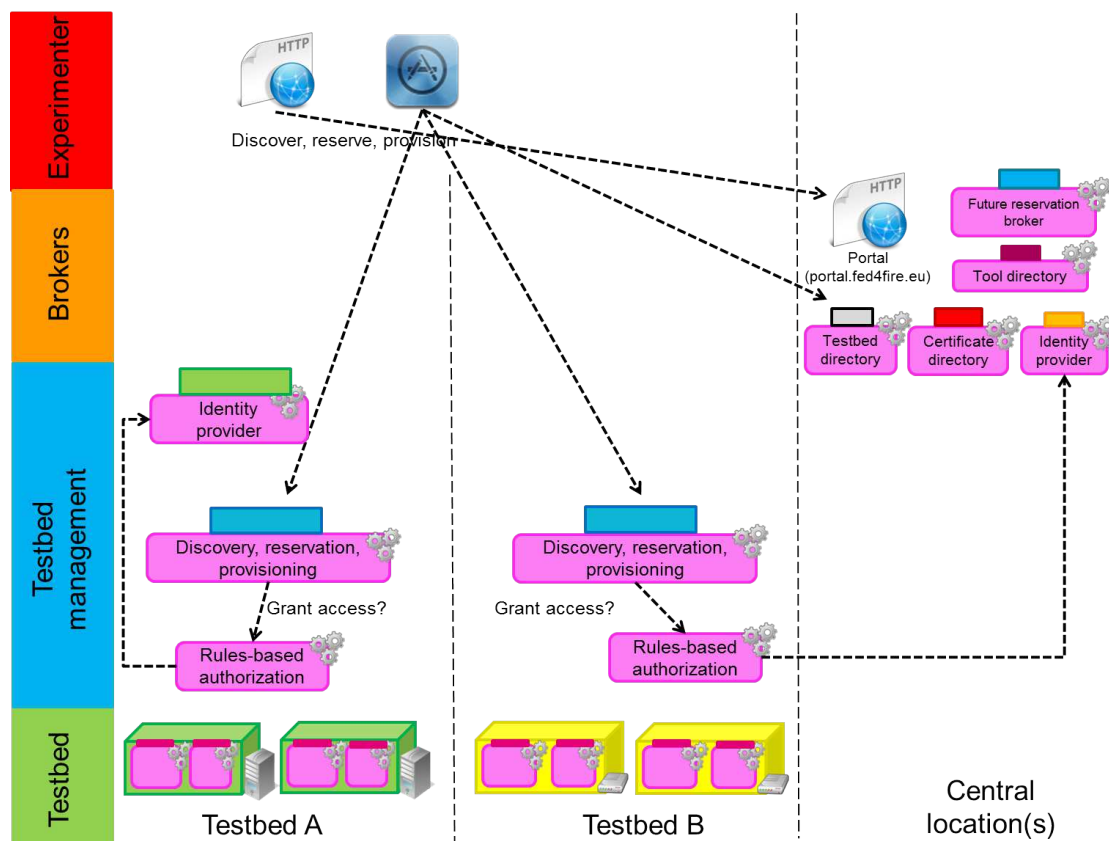 Experimenter
Brokers
Testbed
management
Testbed
HTTP
Discover, reserve, provision
HTTP
Portal
(portal.fed4fire.eu)
Future reservation
broker
Tool directory
Testbed
directory
Certificate
directory
Identity
provider
Identity
provider
Discovery, reservation,
provisioning
Grant access?
Rules-based
authorization
Discovery, reservation,
provisioning
Grant access?
Rules-based
authorization
Testbed A
Testbed B
Central
location(s)